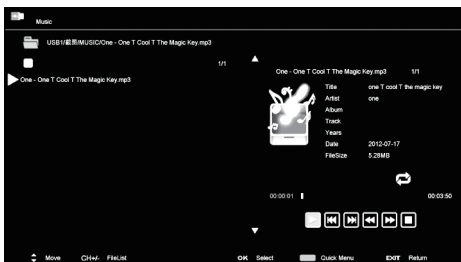 Music
USB1/截黑/MUSIC/One - One T Cool T The Magic Key.mp3
1/1
One - One T Cool T The Magic Key.mp3
One - One T Cool T The Magic Key.mp3 1/1
Title one T cool T the magic key
Artist one
Album
Track
Years
Date 2012-07-17
FileSize 5.28MB
00:00:01 00:03:50
Move CH+/- FileList OK Select Quick Menu EXIT Return